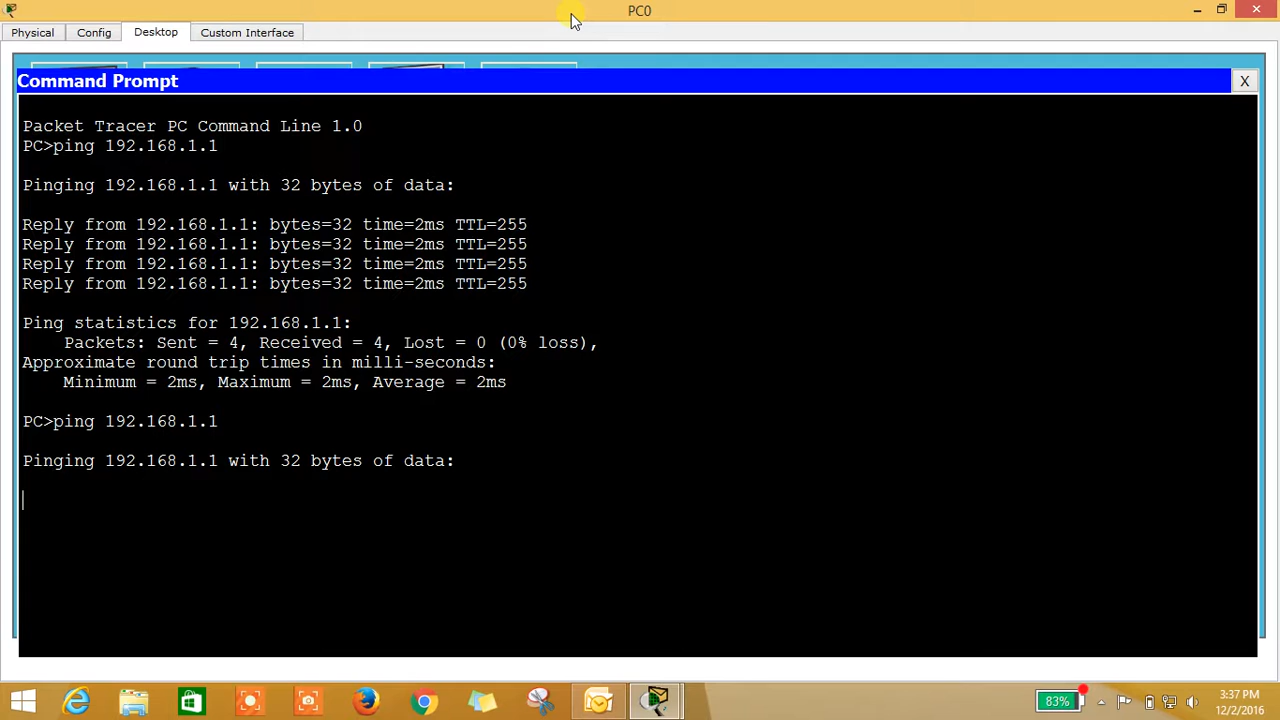 PC0
Physical
Config
Desktop
Custom Interface
Command Prompt
X
Packet Tracer PC Command Line 1.0
PC>ping 192.168.1.1
Pinging 192.168.1.1 with 32 bytes of data:
Reply from 192.168.1.1: bytes=32 time=2ms TTL=255
Reply from 192.168.1.1: bytes=32 time=2ms TTL=255
Reply from 192.168.1.1: bytes=32 time=2ms TTL=255
Reply from 192.168.1.1: bytes=32 time=2ms TTL=255
Ping statistics for 192.168.1.1:
Packets: Sent = 4, Received = 4, Lost = 0 (0% loss),
Approximate round trip times in milli-seconds:
Minimum = 2ms, Maximum = 2ms, Average = 2ms
PC>ping 192.168.1.1
Pinging 192.168.1.1 with 32 bytes of data:
83%
3:37 PM
12/2/2016